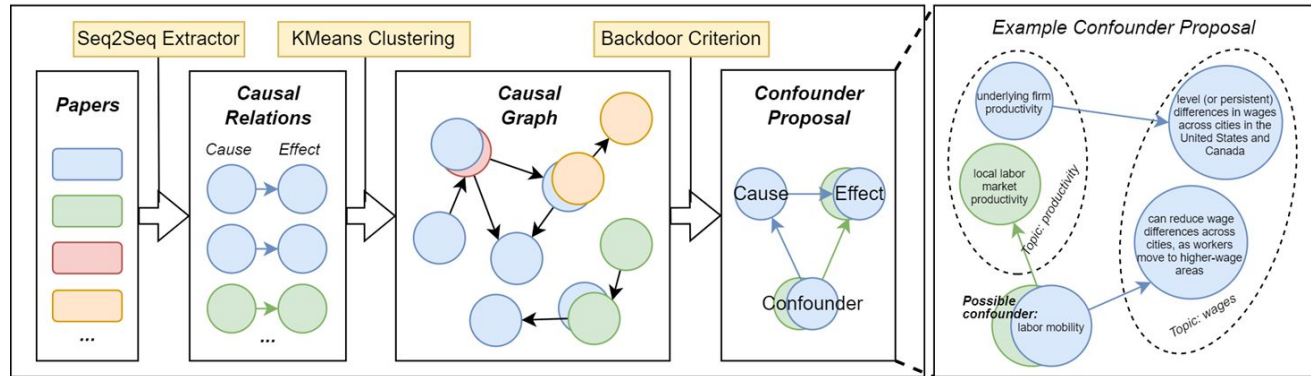 Seq2Seq Extractor
KMeans Clustering
Backdoor Criterion
Papers
...
Causal
Relations
Cause
Effect
...
Causal
Graph
Confounder
Proposal
Cause
Effect
Confounder
Example Confounder Proposal
underlying firm
productivity
level (or persistent)
differences in wages
across cities in the
United States and
Canada
local labor
market
productivity
Topic: productivity
can reduce wage
differences across
cities, as workers
move to higher-wage
areas
Possible
confounder:
labor mobility
Topic: wages